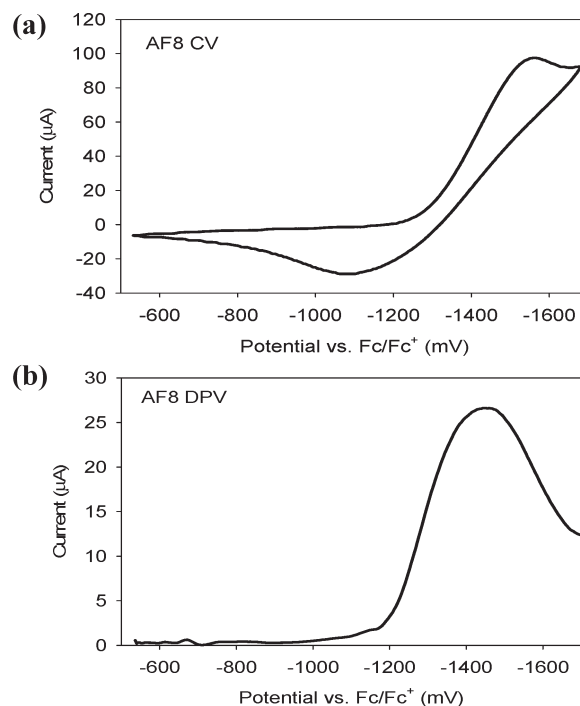 (a)
AF8 CV
Current (µA)
120
100
80
60
40
20
0
-20
-40
-600 -800 -1000 -1200 -1400 -1600
Potential vs. Fc/Fc⁺ (mV)
(b)
AF8 DPV
Current (µA)
30
25
20
15
10
5
0
-600 -800 -1000 -1200 -1400 -1600
Potential vs. Fc/Fc⁺ (mV)